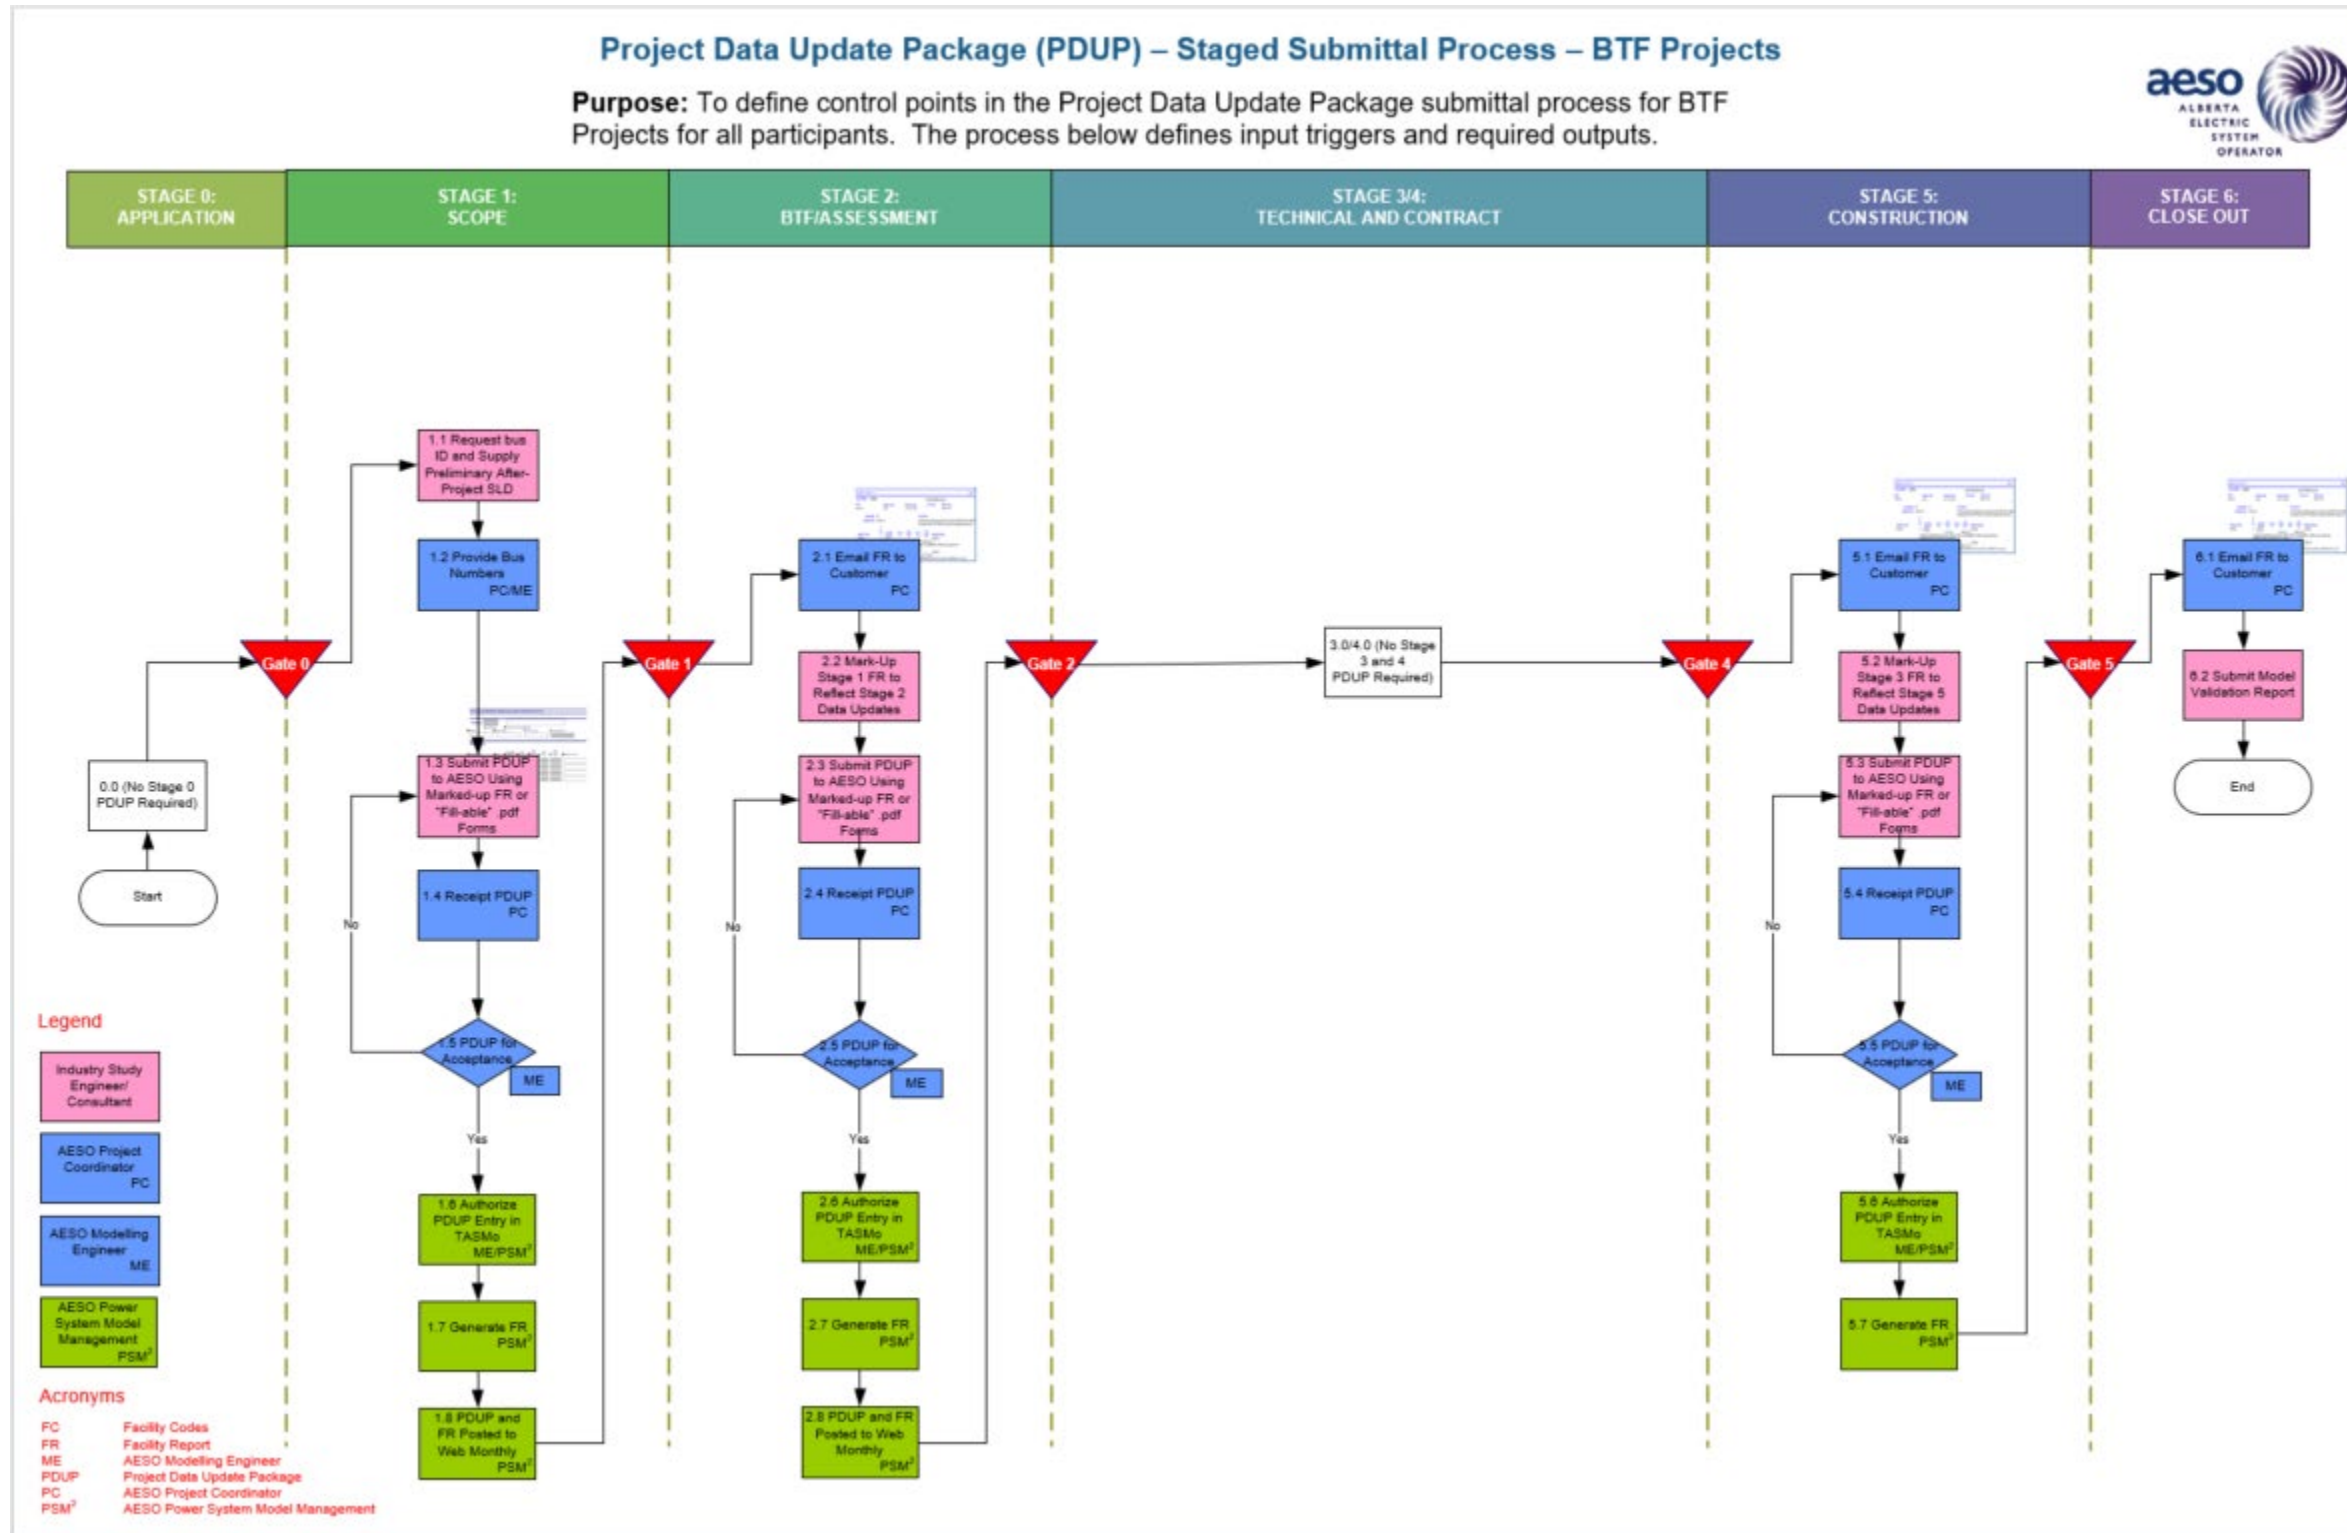 Project Data Update Package (PDUP) – Staged Submittal Process – BTF Projects
Purpose: To define control points in the Project Data Update Package submittal process for BTF
Projects for all participants.  The process below defines input triggers and required outputs.
aeso
ALBERTA
ELECTRIC
SYSTEM
OPERATOR
STAGE 0:
APPLICATION
STAGE 1:
SCOPE
STAGE 2:
BTF/ASSESSMENT
STAGE 3/4:
TECHNICAL AND CONTRACT
STAGE 5:
CONSTRUCTION
STAGE 6:
CLOSE OUT
0.0 (No Stage 0
PDUP Required)
Start
Gate 0
1.1 Request bus
ID and Supply
Preliminary After-
Project SLD
1.2 Provide Bus
Numbers
PC/ME
1.3 Submit PDUP
to AESO Using
Marked-up FR or
"Fill-able" .pdf
Forms
1.4 Receipt PDUP
PC
No
1.5 PDUP for
Acceptance
ME
Yes
1.6 Authorize
PDUP Entry in
TASMo
ME/PSM²
1.7 Generate FR
PSM²
1.8 PDUP and
FR Posted to
Web Monthly
PSM²
Gate 1
2.1 Email FR to
Customer
PC
2.2 Mark-Up
Stage 1 FR to
Reflect Stage 2
Data Updates
2.3 Submit PDUP
to AESO Using
Marked-up FR or
"Fill-able" .pdf
Forms
2.4 Receipt PDUP
PC
No
2.5 PDUP for
Acceptance
ME
Yes
2.6 Authorize
PDUP Entry in
TASMo
ME/PSM²
2.7 Generate FR
PSM²
2.8 PDUP and FR
Posted to Web
Monthly
PSM²
Gate 2
3.0/4.0 (No Stage
3 and 4
PDUP Required)
Gate 4
5.1 Email FR to
Customer
PC
5.2 Mark-Up
Stage 3 FR to
Reflect Stage 5
Data Updates
5.3 Submit PDUP
to AESO Using
Marked-up FR or
"Fill-able" .pdf
Forms
5.4 Receipt PDUP
PC
No
5.5 PDUP for
Acceptance
ME
Yes
5.6 Authorize
PDUP Entry in
TASMo
ME/PSM²
5.7 Generate FR
PSM²
Gate 5
6.1 Email FR to
Customer
PC
6.2 Submit Model
Validation Report
End
Legend
Industry Study
Engineer/
Consultant
AESO Project
Coordinator
PC
AESO Modelling
Engineer
ME
AESO Power
System Model
Management
PSM²
Acronyms
FC Facility Codes
FR Facility Report
ME AESO Modelling Engineer
PDUP Project Data Update Package
PC AESO Project Coordinator
PSM² AESO Power System Model Management